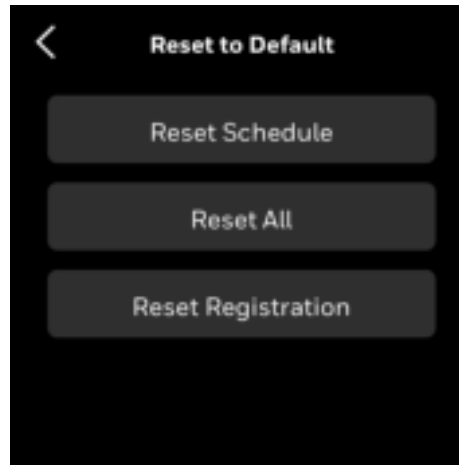 Reset to Default
Reset Schedule
Reset All
Reset Registration